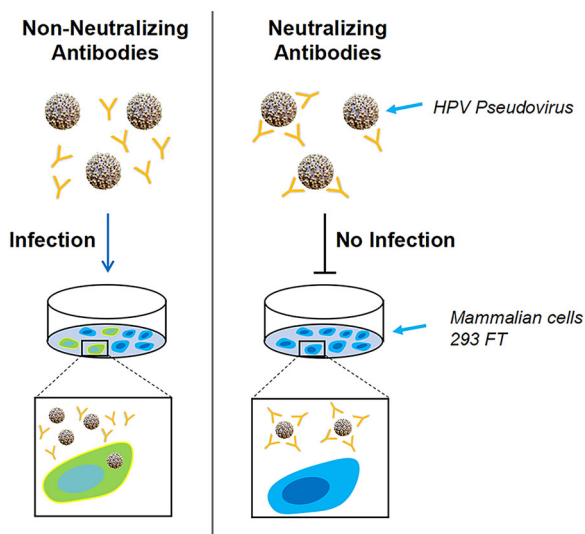 Non-Neutralizing
Antibodies
Neutralizing
Antibodies
HPV Pseudovirus
Infection
No Infection
Mammalian cells
293 FT